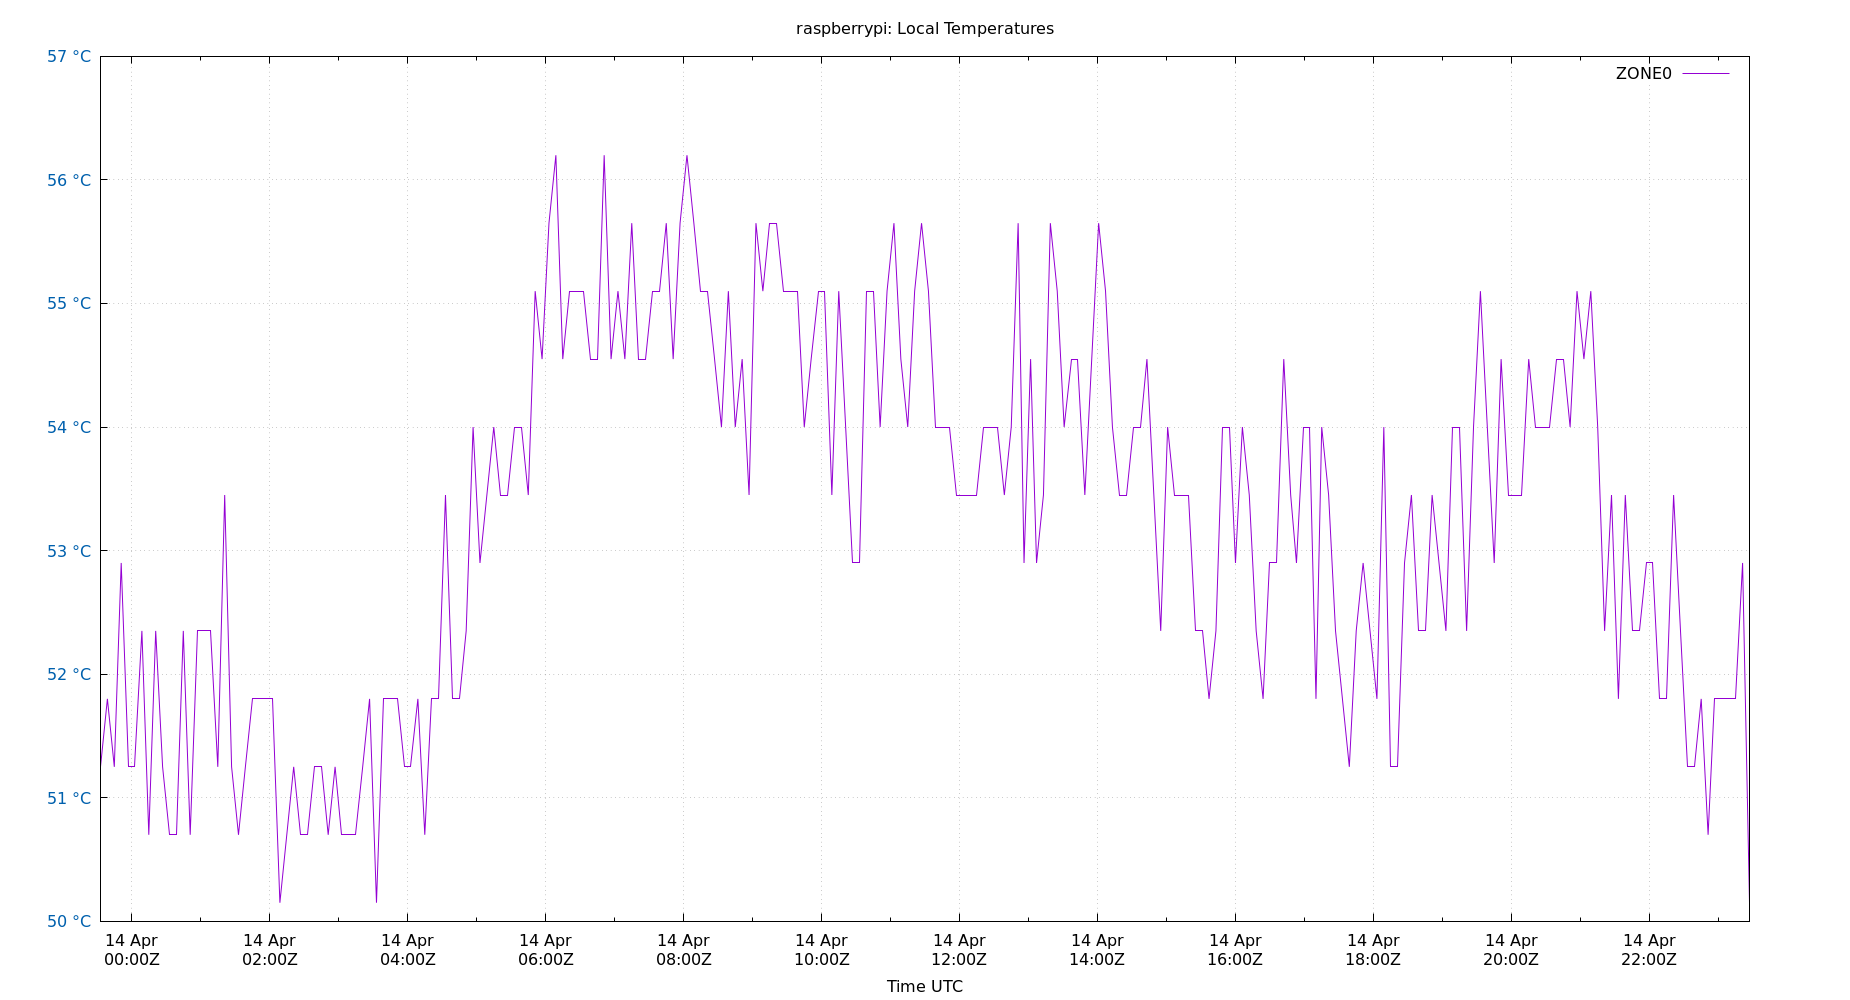 raspberrypi: Local Temperatures
57 °C
ZONE0
56 °C
55 °C
54 °C
53 °C
52 °C
51 °C
50 °C
14 Apr 14 Apr 14 Apr 14 Apr 14 Apr 14 Apr 14 Apr 14 Apr 14 Apr 14 Apr 14 Apr 14 Apr
00:00Z 02:00Z 04:00Z 06:00Z 08:00Z 10:00Z 12:00Z 14:00Z 16:00Z 18:00Z 20:00Z 22:00Z
Time UTC